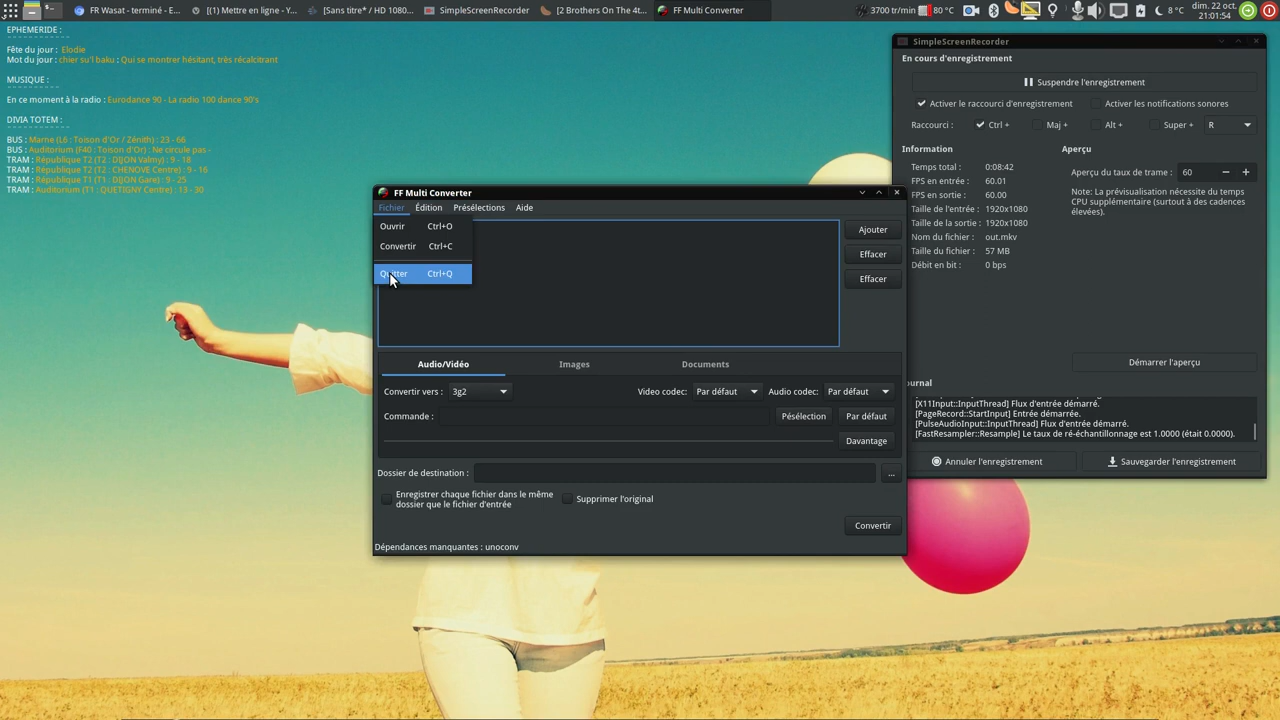 FR Wasat - terminé - E...
[(1) Mettre en ligne - Y...
[Sans titre* / HD 1080...
SimpleScreenRecorder
[2 Brothers On The 4t...
FF Multi Converter
3700 tr/min
80 °C
8 °C
dim. 22 oct.
21:01:54
EPHEMERIDE :
Fête du jour : Elodie
Mot du jour : chier su'l baku : Qui se montrer hésitant, très récalcitrant
MUSIQUE :
En ce moment à la radio : Eurodance 90 - La radio 100 dance 90's
DIVIA TOTEM :
BUS : Marne (L6 : Toison d'Or / Zénith) : 23 - 66
BUS : Auditorium (F40 : Toison d'Or) : Ne circule pas -
TRAM : République T2 (T2 : DIJON Valmy) : 9 - 18
TRAM : République T2 (T2 : CHENOVE Centre) : 9 - 16
TRAM : République T1 (T1 : DIJON Gare) : 9 - 25
TRAM : Auditorium (T1 : QUETIGNY Centre) : 13 - 30
SimpleScreenRecorder
En cours d'enregistrement
Suspendre l'enregistrement
Activer le raccourci d'enregistrement
Activer les notifications sonores
Raccourci :
Ctrl +
Maj +
Alt +
Super +
R
Information
Temps total : 0:08:42
FPS en entrée : 60.01
FPS en sortie : 60.00
Taille de l'entrée : 1920x1080
Taille de la sortie : 1920x1080
Nom du fichier : out.mkv
Taille du fichier : 57 MB
Débit en bit : 0 bps
Aperçu
Aperçu du taux de trame : 60
Note: La prévisualisation nécesite du temps
CPU supplémentaire (surtout à des cadences
élevées).
Démarrer l'aperçu
ournal
[X11Input::InputThread] Flux d'entrée démarré.
[PageRecord::StartInput] Entrée démarrée.
[PulseAudioInput::InputThread] Flux d'entrée démarré.
[FastResampler::Resample] Le taux de ré-échantillonnage est 1.0000 (était 0.0000).
Annuler l'enregistrement
Sauvegarder l'enregistrement
FF Multi Converter
Fichier
Édition
Présélections
Aide
Ouvrir Ctrl+O
Convertir Ctrl+C
Quitter Ctrl+Q
Ajouter
Effacer
Effacer
Audio/Vidéo
Images
Documents
Convertir vers : 3g2
Video codec: Par défaut
Audio codec: Par défaut
Commande :
Pésélection
Par défaut
Davantage
Dossier de destination :
...
Enregistrer chaque fichier dans le même
dossier que le fichier d'entrée
Supprimer l'original
Convertir
Dépendances manquantes : unoconv